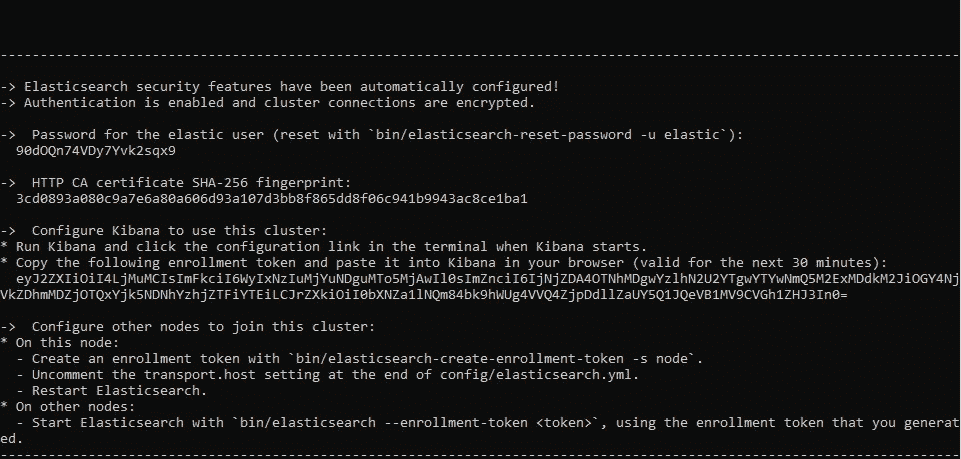 --------------------------------------------------------------------------------------------------------------------
-> Elasticsearch security features have been automatically configured!
-> Authentication is enabled and cluster connections are encrypted.
->  Password for the elastic user (reset with `bin/elasticsearch-reset-password -u elastic`):
  90dOQn74VDy7Yvk2sqx9
->  HTTP CA certificate SHA-256 fingerprint:
  3cd0893a080c9a7e6a80a606d93a107d3bb8f865dd8f06c941b9943ac8ce1ba1
->  Configure Kibana to use this cluster:
* Run Kibana and click the configuration link in the terminal when Kibana starts.
* Copy the following enrollment token and paste it into Kibana in your browser (valid for the next 30 minutes):
  eyJ2ZXIiOiI4LjMuMCIsImFkciI6WyIxNzIuMjYuNDguMTo5MjAwIl0sImZnciI6IjNjZDA4OTNhMDgwYzlhN2U2YTgwYTYwNmQ5M2ExMDdkM2JiOGY4Nj
VkZDhmMDZjOTQxYjk5NDNhYzhjZTFiYTEiLCJrZXkiOiI0bXNZa1lNQm84bk9hWUg4VVQ4ZjpDdllZaUY5Q1JQeVB1MV9CVGh1ZHJ3In0=
->  Configure other nodes to join this cluster:
* On this node:
  - Create an enrollment token with `bin/elasticsearch-create-enrollment-token -s node`.
  - Uncomment the transport.host setting at the end of config/elasticsearch.yml.
  - Restart Elasticsearch.
* On other nodes:
  - Start Elasticsearch with `bin/elasticsearch --enrollment-token <token>`, using the enrollment token that you generat
ed.
--------------------------------------------------------------------------------------------------------------------